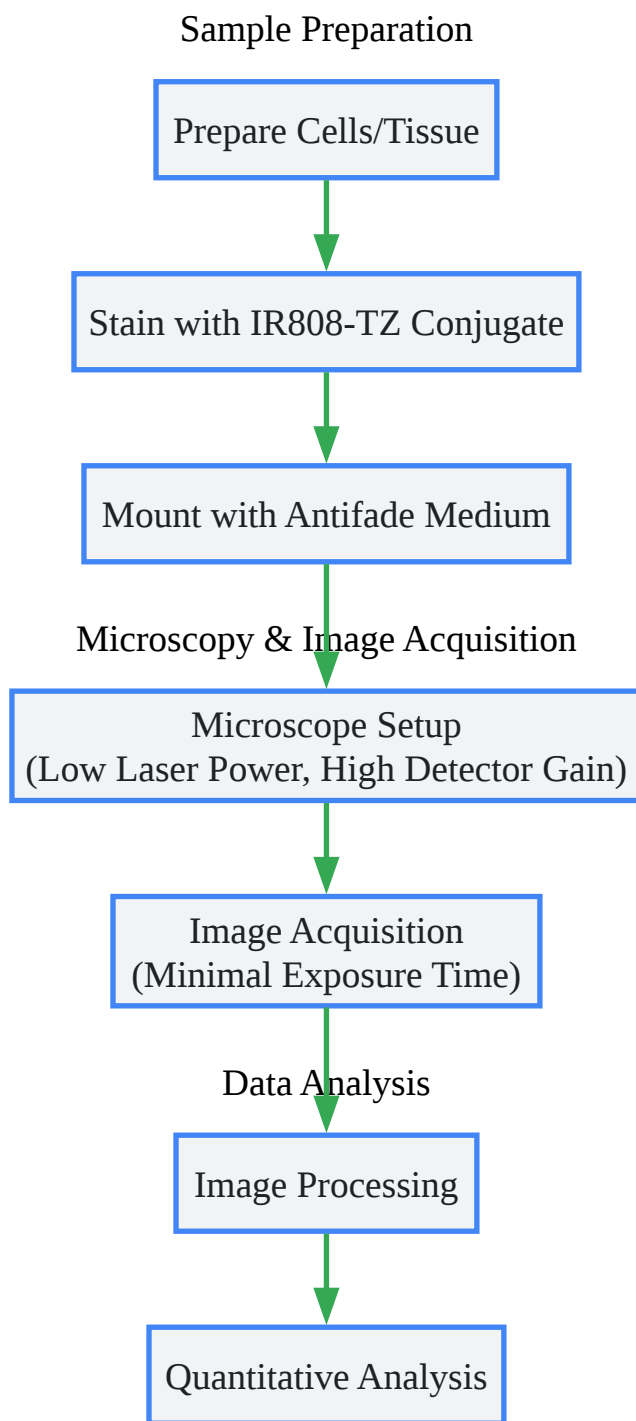 Sample Preparation
Prepare Cells/Tissue
Stain with IR808-TZ Conjugate
Mount with Antifade Medium
Microscopy & Image Acquisition
Microscope Setup
(Low Laser Power, High Detector Gain)
Image Acquisition
(Minimal Exposure Time)
Data Analysis
Image Processing
Quantitative Analysis